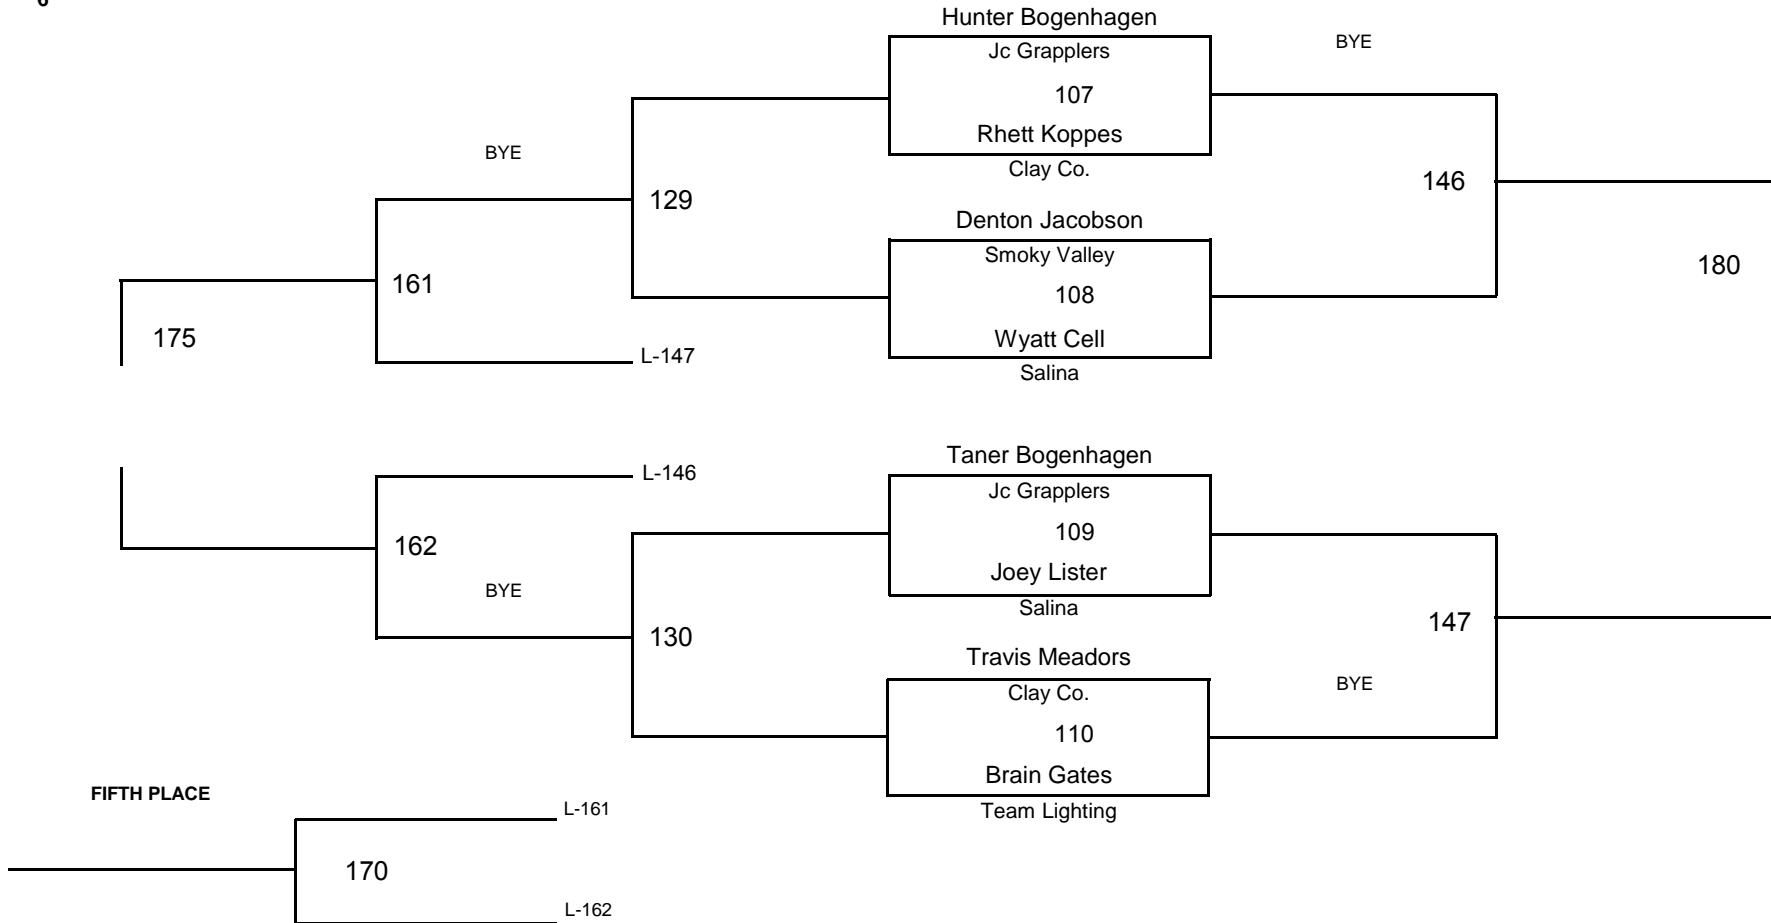 6
Hunter Bogenhagen
Jc Grapplers
BYE
107
Rhett Koppes
BYE
Clay Co.
146
129
Denton Jacobson
Smoky Valley
180
161
108
175
Wyatt Cell
L-147
Salina
Taner Bogenhagen
L-146
Jc Grapplers
109
162
Joey Lister
BYE
Salina
147
130
Travis Meadors
BYE
Clay Co.
110
Brain Gates
FIFTH PLACE
L-161
Team Lighting
170
L-162